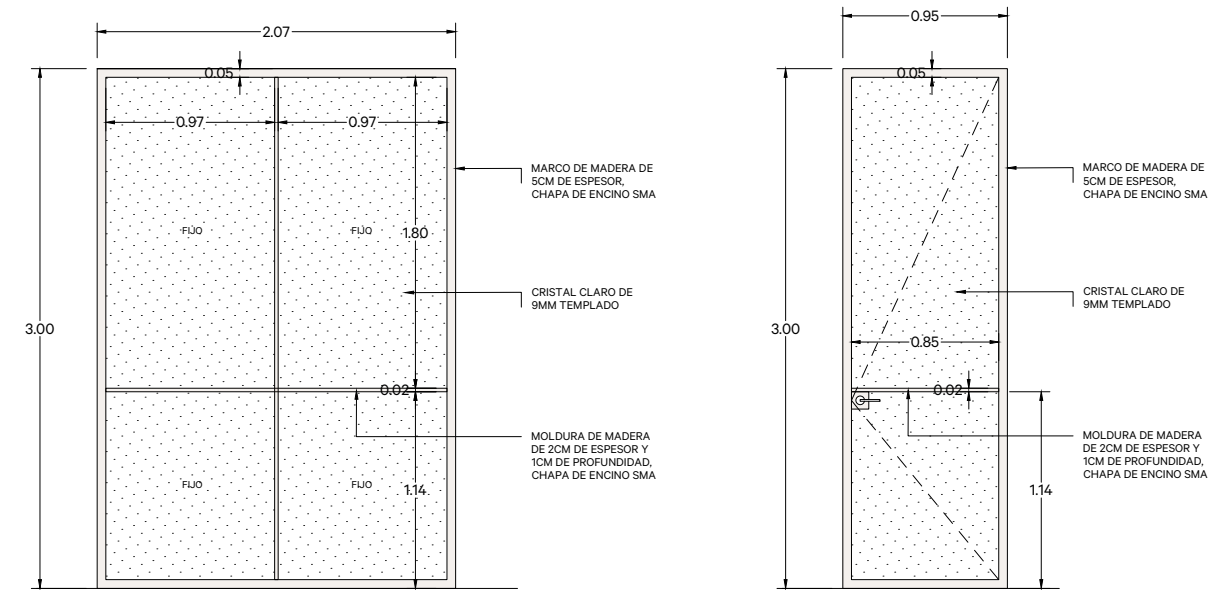 2.07
0.05
0.97
0.97
MARCO DE MADERA DE
5CM DE ESPESOR,
CHAPA DE ENCINO SMA
FIJO
FIJO
1.80
CRISTAL CLARO DE
9MM TEMPLADO
3.00
0.02
MOLDURA DE MADERA
DE 2CM DE ESPESOR Y
1CM DE PROFUNDIDAD,
CHAPA DE ENCINO SMA
FIJO
FIJO
1.14
0.95
0.05
MARCO DE MADERA DE
5CM DE ESPESOR,
CHAPA DE ENCINO SMA
CRISTAL CLARO DE
9MM TEMPLADO
3.00
0.85
0.02
MOLDURA DE MADERA
DE 2CM DE ESPESOR Y
1CM DE PROFUNDIDAD,
CHAPA DE ENCINO SMA
1.14